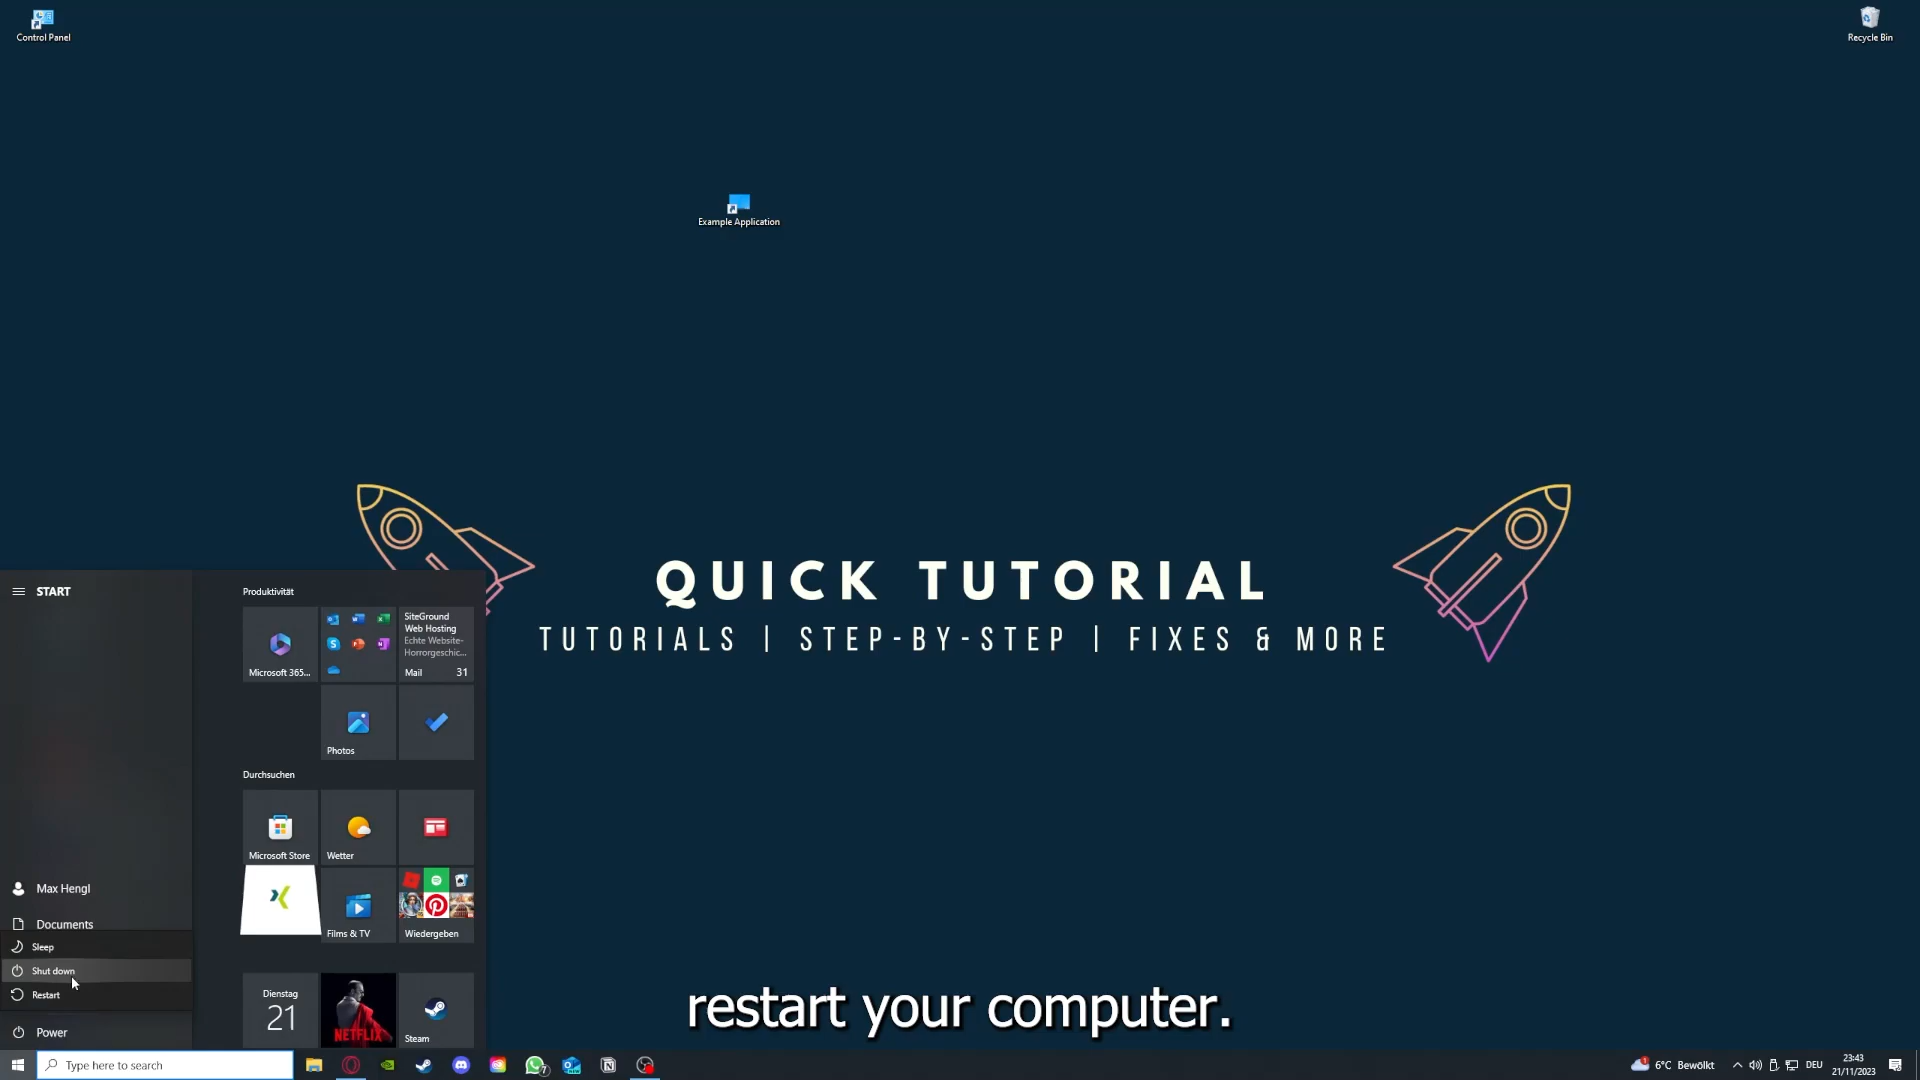 Control Panel
Recycle Bin
Example Application
QUICK TUTORIAL
TUTORIALS | STEP-BY-STEP | FIXES & MORE
START
Produktivität
SiteGround
Web Hosting
Echte Website-
Horrorgeschic...
Microsoft 365...
Mail 31
Photos
Durchsuchen
Microsoft Store
Wetter
Films & TV
Wiedergeben
Dienstag
21
NETFLIX
Steam
Max Hengl
Documents
Sleep
Shut down
Restart
Power
restart your computer.
Type here to search
7
1
6°C Bewölkt
DEU
23:43
21/11/2023